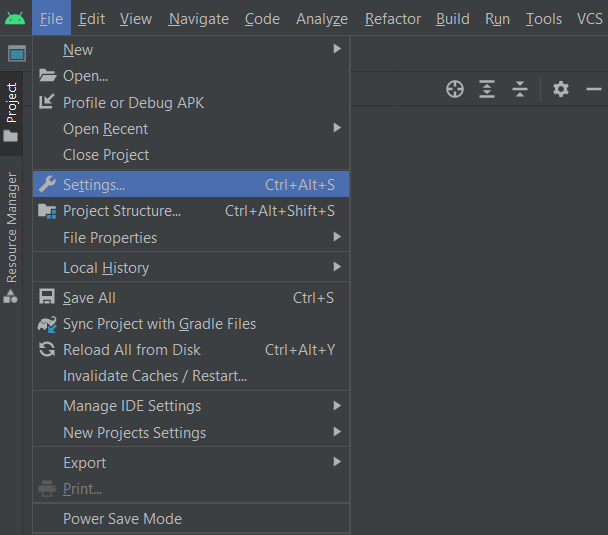 File Edit View Navigate Code Analyze Refactor Build Run Tools VCS
Project
Resource Manager
New
Open...
Profile or Debug APK
Open Recent
Close Project
Settings... Ctrl+Alt+S
Project Structure... Ctrl+Alt+Shift+S
File Properties
Local History
Save All Ctrl+S
Sync Project with Gradle Files
Reload All from Disk Ctrl+Alt+Y
Invalidate Caches / Restart...
Manage IDE Settings
New Projects Settings
Export
Print...
Power Save Mode